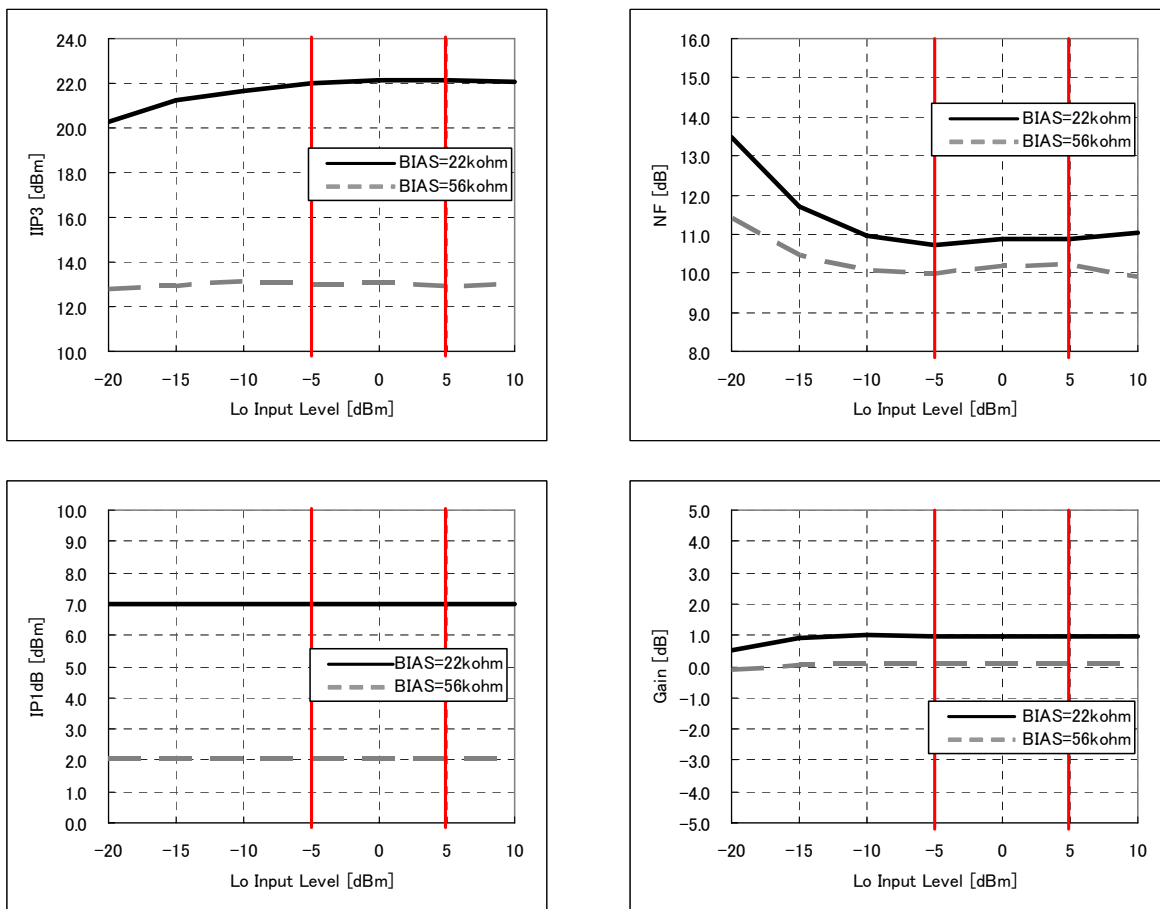 24.0
22.0
20.0
18.0
16.0
14.0
12.0
10.0
IIP3 [dBm]
BIAS=22kohm
BIAS=56kohm
-20 -15 -10 -5 0 5 10
Lo Input Level [dBm]
16.0
15.0
14.0
13.0
12.0
11.0
10.0
9.0
8.0
NF [dB]
BIAS=22kohm
BIAS=56kohm
-20 -15 -10 -5 0 5 10
Lo Input Level [dBm]
10.0
9.0
8.0
7.0
6.0
5.0
4.0
3.0
2.0
1.0
0.0
IP1dB [dBm]
BIAS=22kohm
BIAS=56kohm
-20 -15 -10 -5 0 5 10
Lo Input Level [dBm]
5.0
4.0
3.0
2.0
1.0
0.0
-1.0
-2.0
-3.0
-4.0
-5.0
Gain [dB]
BIAS=22kohm
BIAS=56kohm
-20 -15 -10 -5 0 5 10
Lo Input Level [dBm]